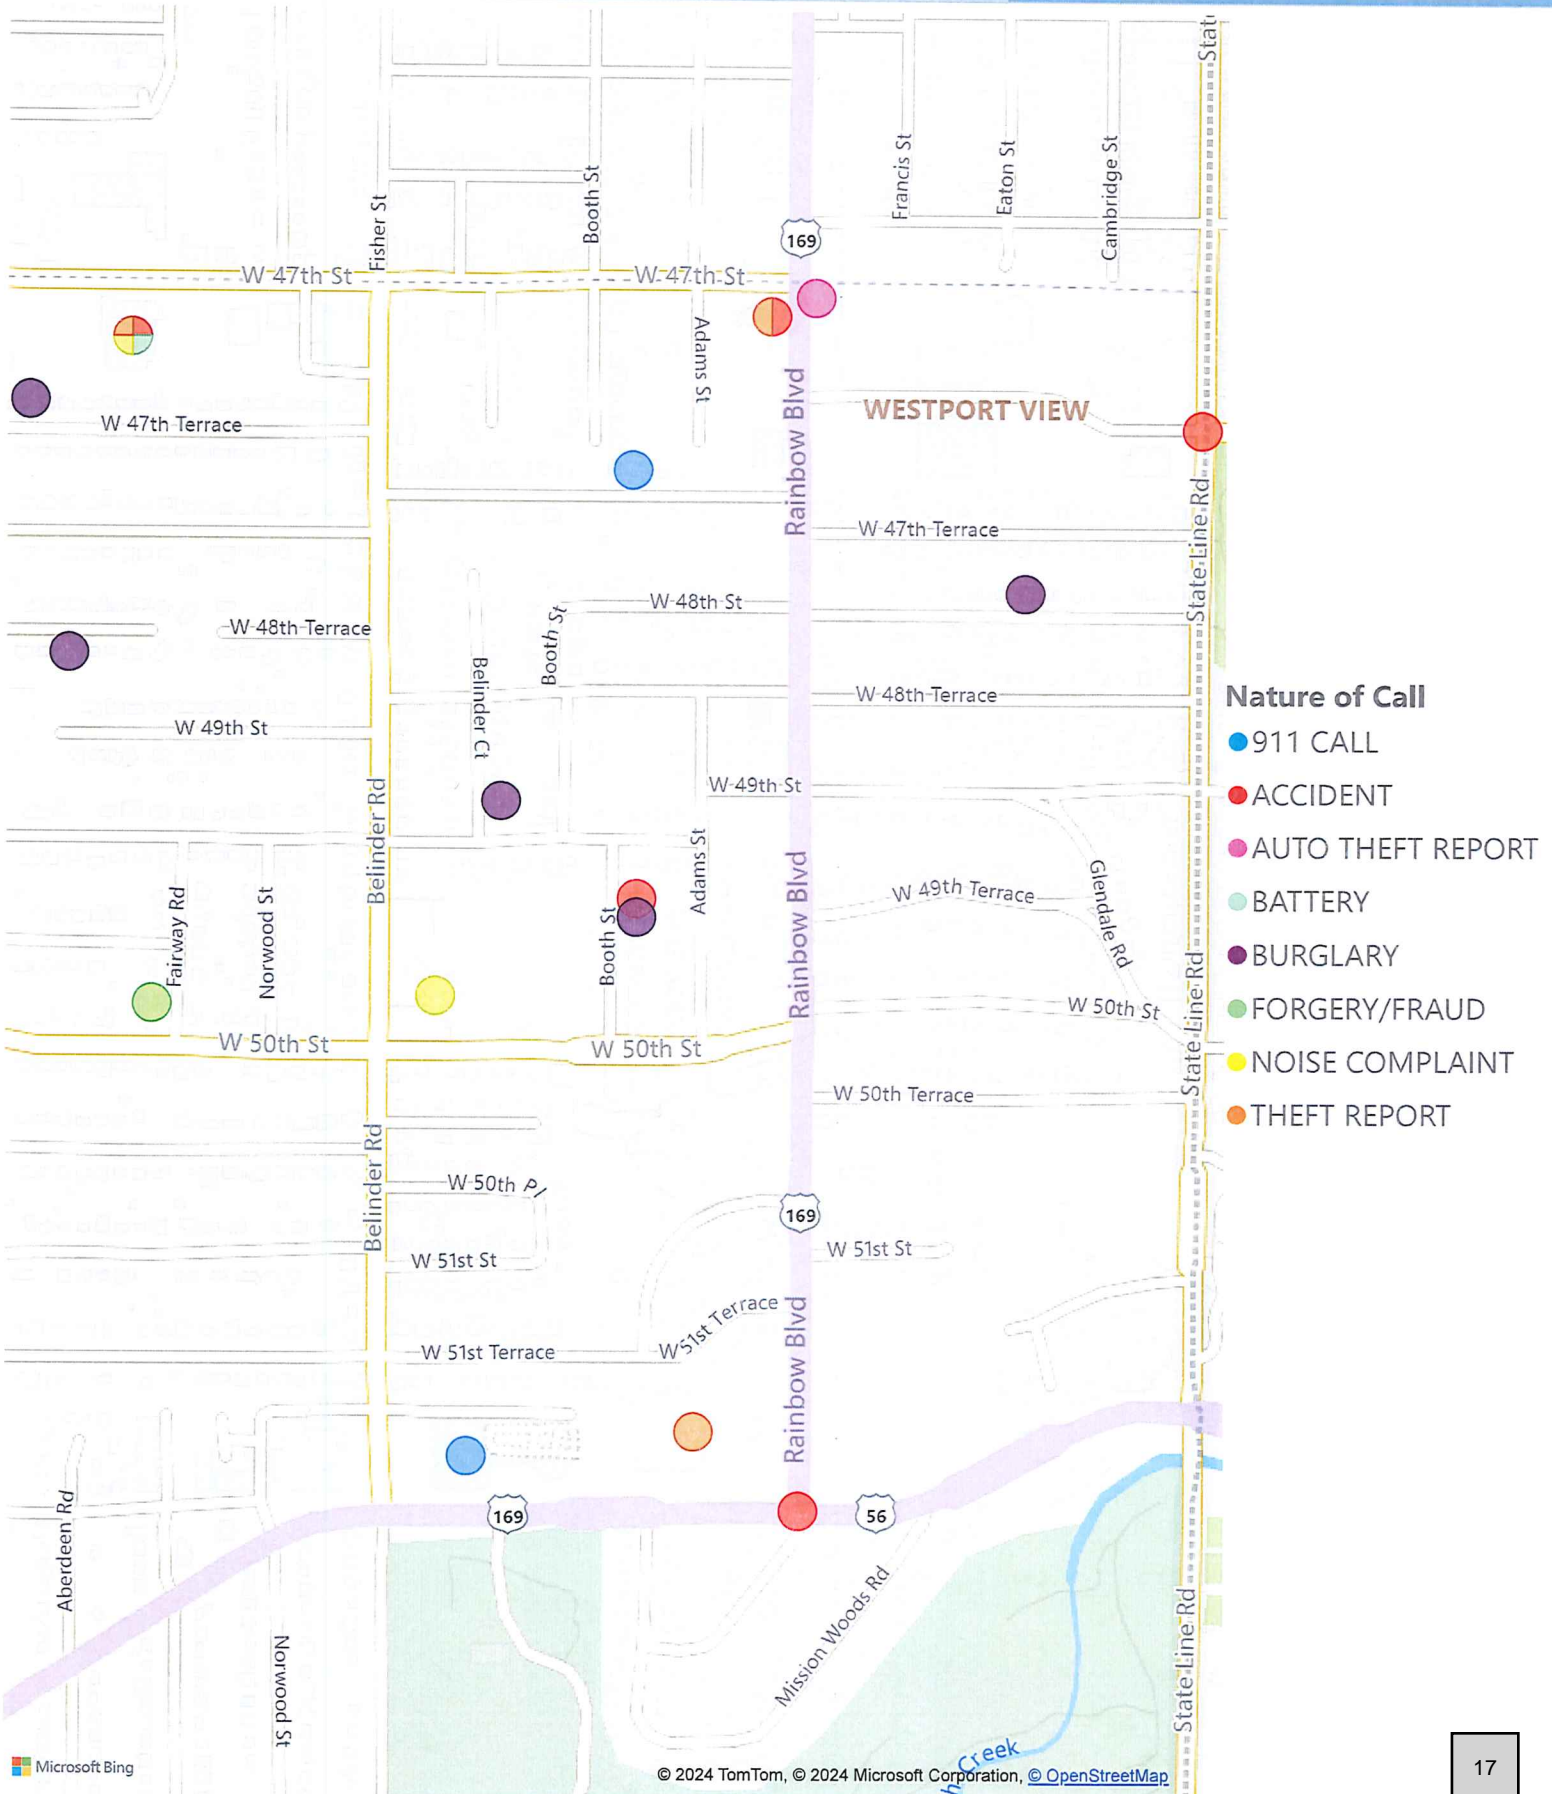 Stat
Francis St
Eaton St
Cambridge St
Fisher St
Booth St
169
W 47th St
W 47th St
Adams St
Rainbow Blvd
WESTPORT VIEW
W 47th Terrace
W 47th Terrace
State Line Rd
W 48th St
Booth St
W 48th Terrace
Belinder Ct
W 48th Terrace
W 49th St
W 49th St
Belinder Rd
Rainbow Blvd
Adams St
Glendale Rd
W 49th Terrace
Fairway Rd
Norwood St
Booth St
State Line Rd
W 50th St
W 50th St
W 50th St
W 50th Terrace
Belinder Rd
W 50th Pl
169
W 51st St
W 51st St
W 51st Terrace
W 51st Terrace
Rainbow Blvd
169
56
Aberdeen Rd
Mission Woods Rd
State Line Rd
Norwood St
h Creek
Nature of Call
911 CALL
ACCIDENT
AUTO THEFT REPORT
BATTERY
BURGLARY
FORGERY/FRAUD
NOISE COMPLAINT
THEFT REPORT
Microsoft Bing
© 2024 TomTom, © 2024 Microsoft Corporation, © OpenStreetMap
17